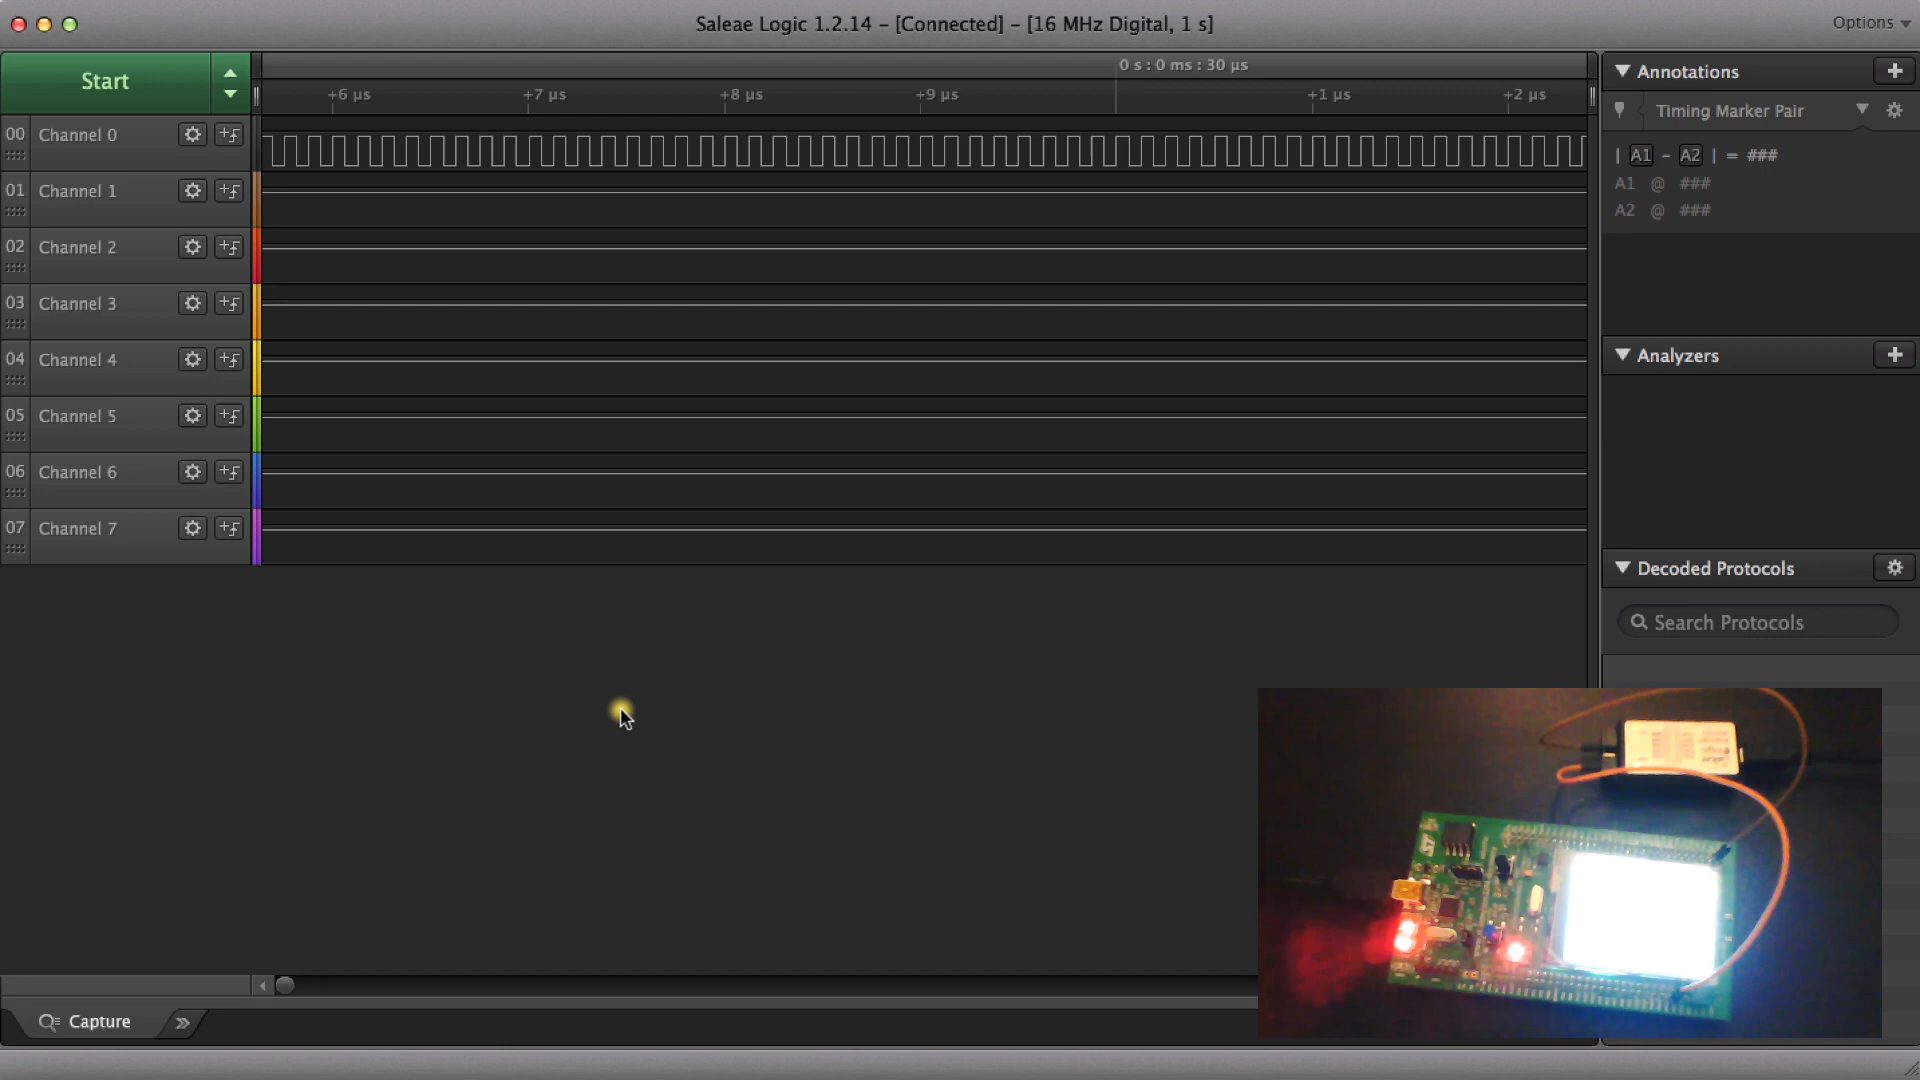 Saleae Logic 1.2.14 – [Connected] – [16 MHz Digital, 1 s]
Options
Start
0 s : 0 ms : 30 µs
+6 µs +7 µs +8 µs +9 µs +1 µs +2 µs
00 Channel 0
01 Channel 1
02 Channel 2
03 Channel 3
04 Channel 4
05 Channel 5
06 Channel 6
07 Channel 7
Annotations
Timing Marker Pair
| A1 – A2 | = ###
A1 @ ###
A2 @ ###
Analyzers
Decoded Protocols
Search Protocols
Capture
ST